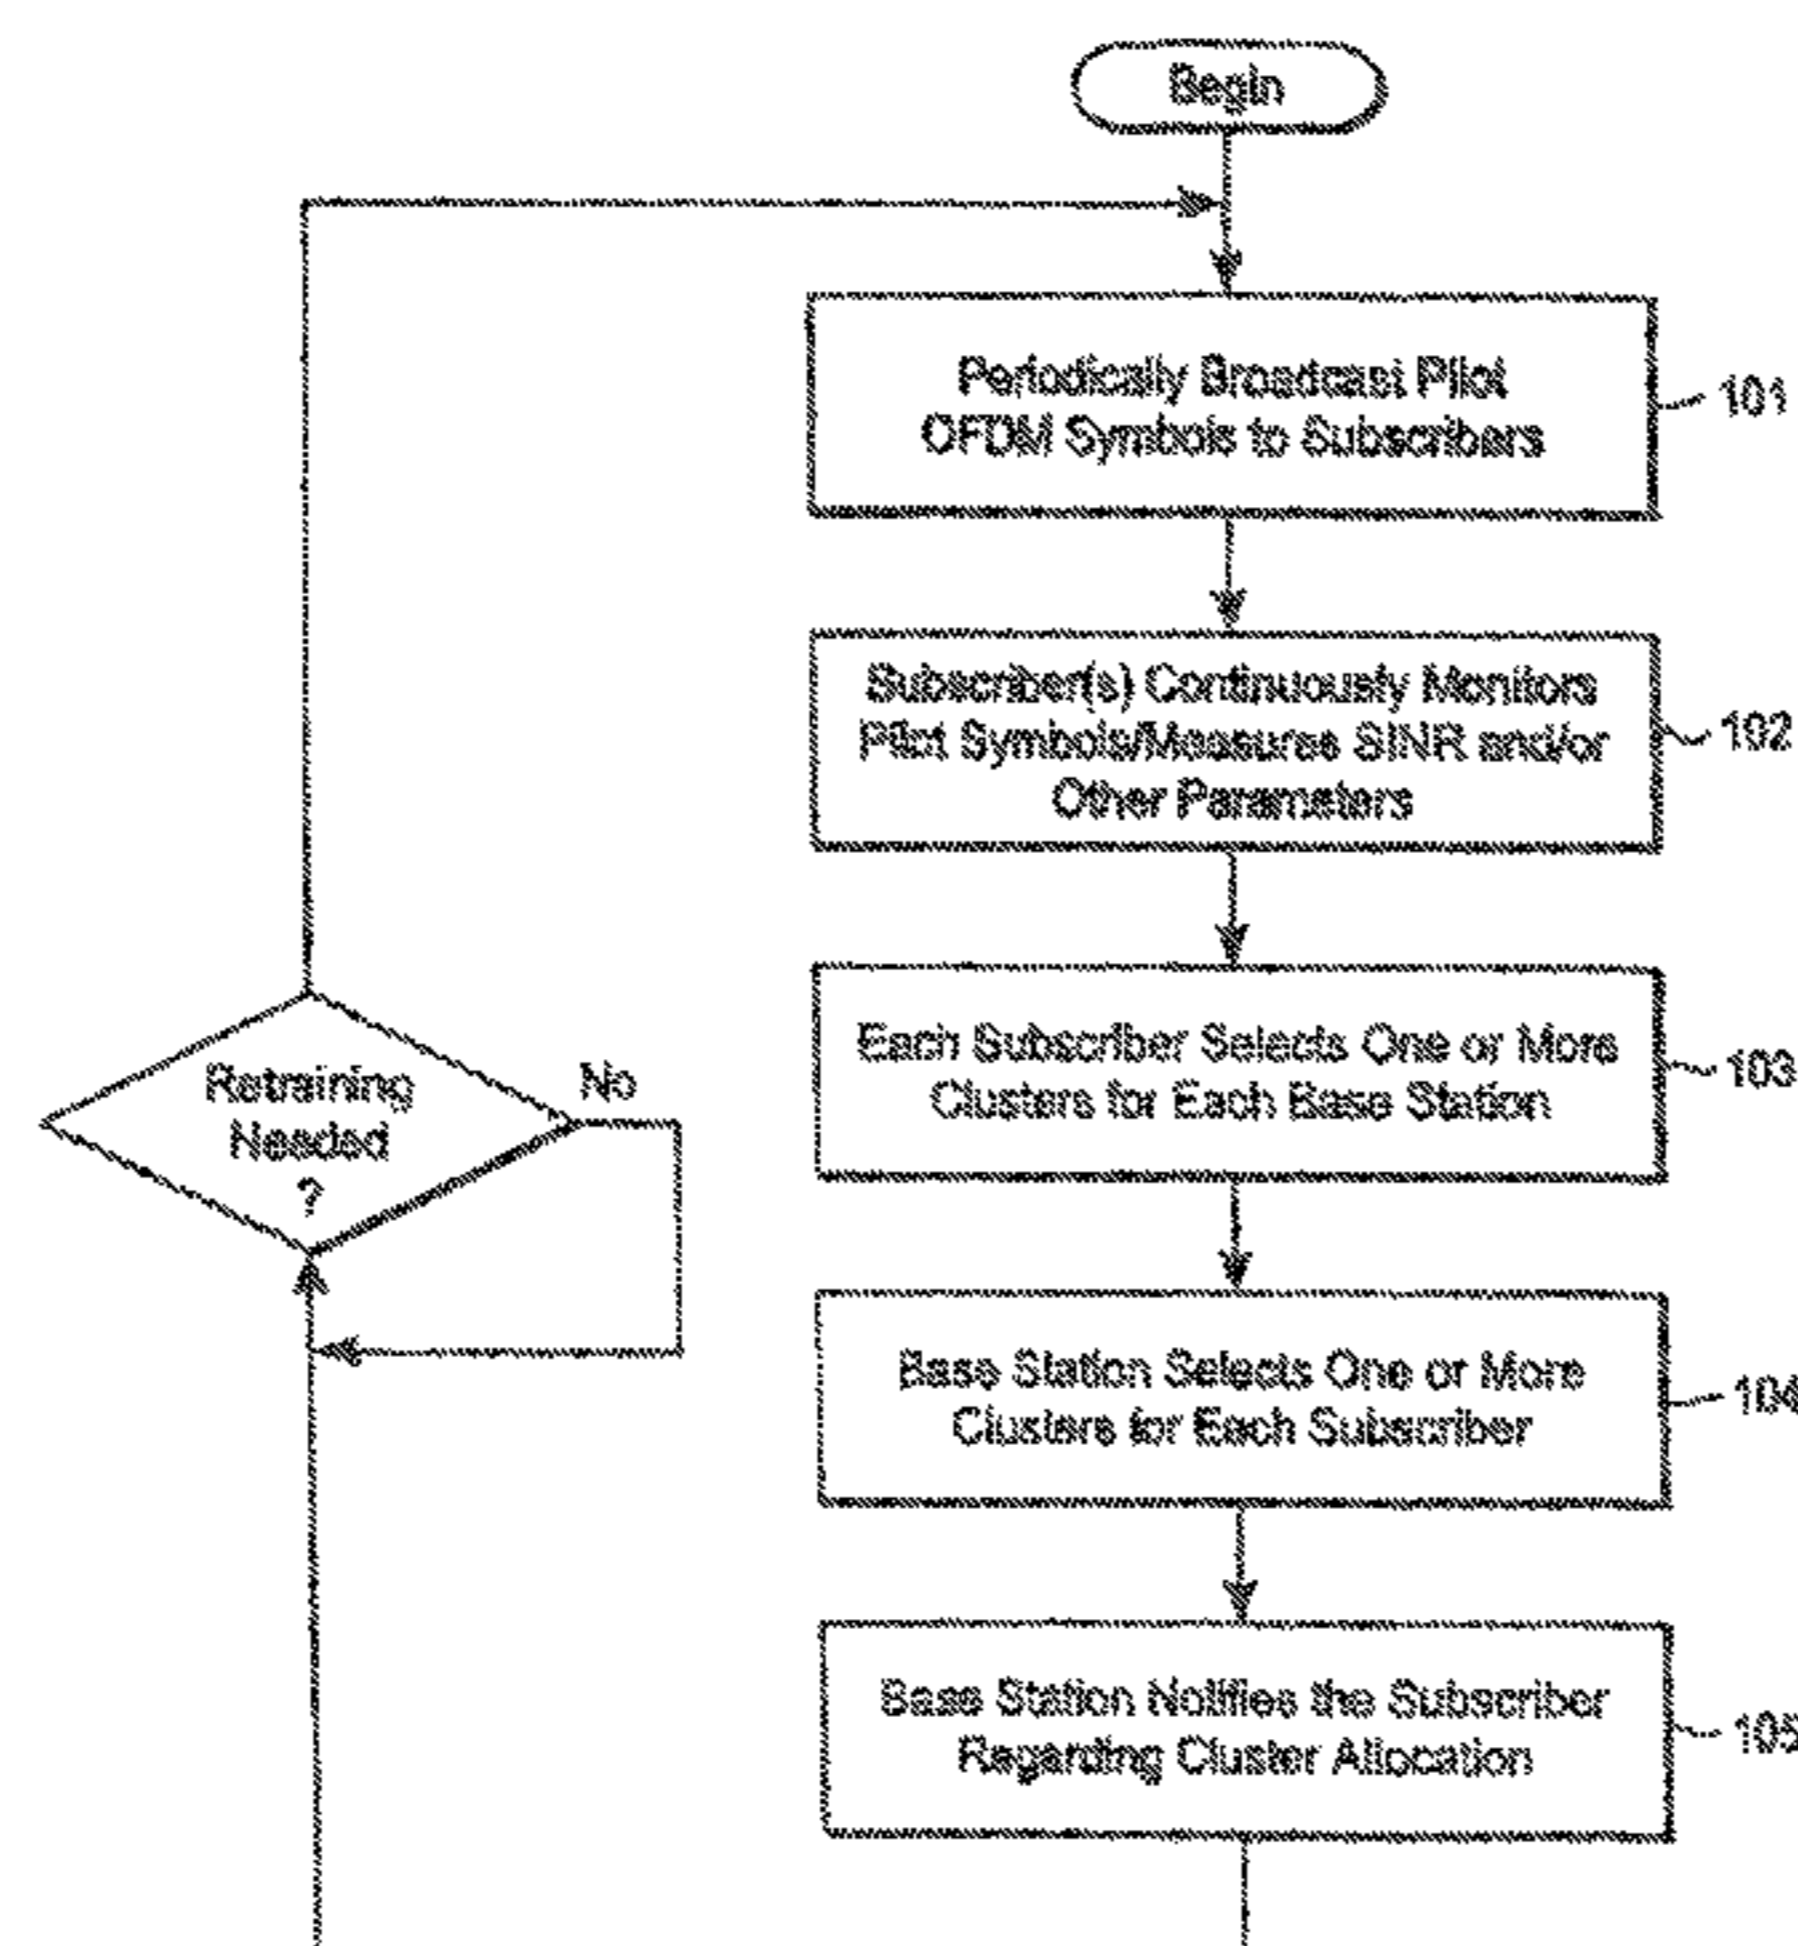 Begin
Periodically Broadcast Pilot
OFDM Symbols to Subscribers
101
Subscriber(s) Continuously Monitors
Pilot Symbols/Measures SINR and/or
Other Parameters
102
Each Subscriber Selects One or More
Clusters for Each Base Station
103
Retraining
Needed
?
No
Base Station Selects One or More
Clusters for Each Subscriber
104
Base Station Notifies the Subscriber
Regarding Cluster Allocation
105